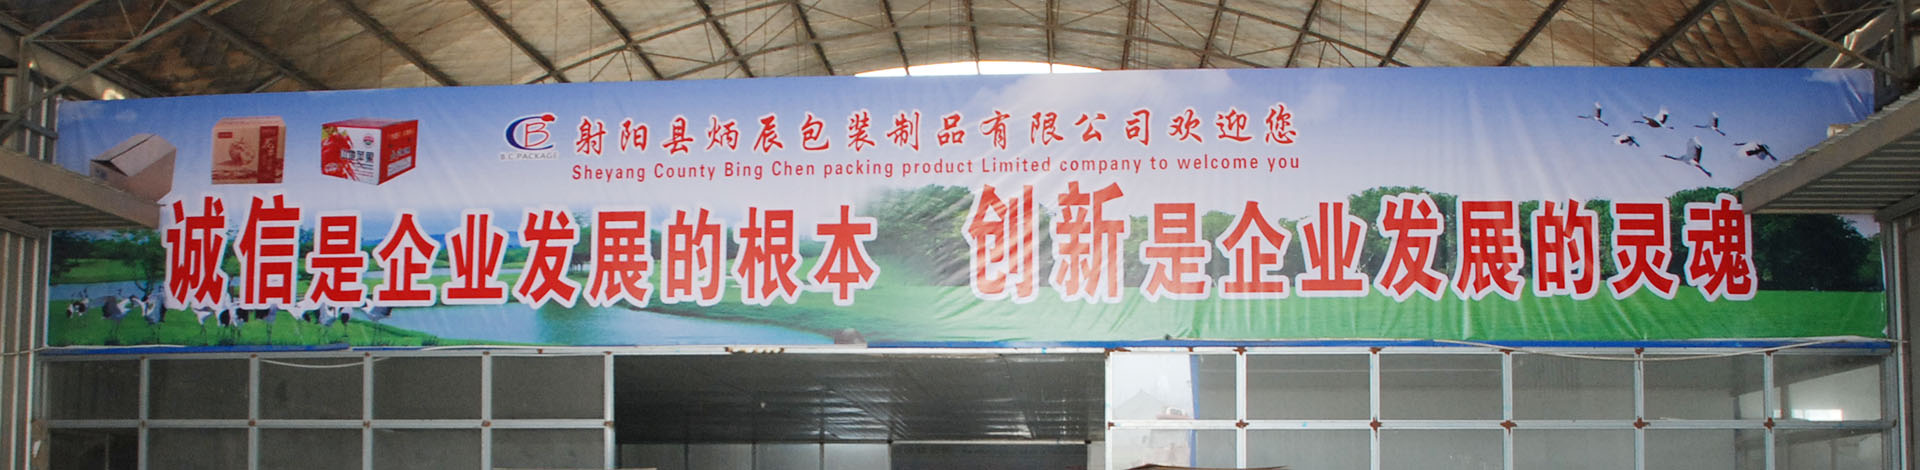 B.C PACKAGE
射阳县炳辰包装制品有限公司欢迎您
Sheyang County Bing Chen packing product Limited company to welcome you
诚信是企业发展的根本 创新是企业发展的灵魂